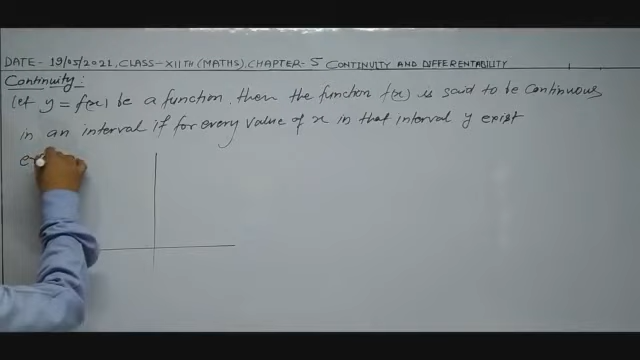 DATE- 19/05/2021, CLASS-XIITH (MATHS), CHAPTER- 5 CONTINUITY AND DIFFERENTABILITY
Continuity:
Let y = f(x) be a function. then the function f(x) is said to be Continuous
in an interval if for every value of x in that interval y exist